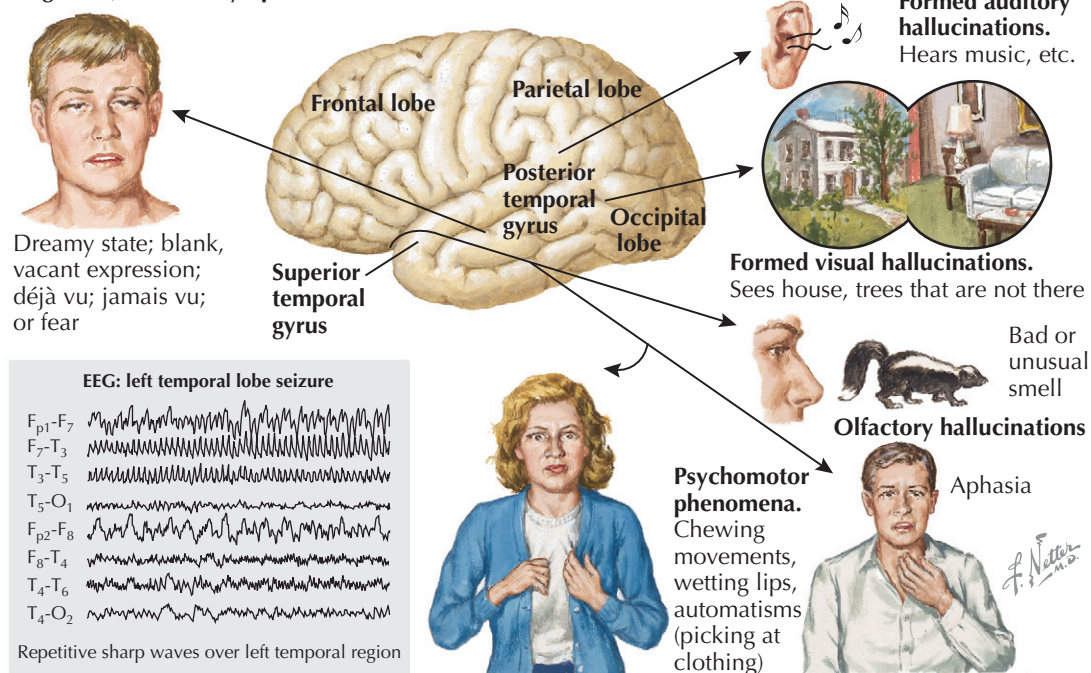 Formed auditory
hallucinations.
Hears music, etc.
Frontal lobe
Parietal lobe
Posterior
temporal
gyrus
Occipital
lobe
Superior
temporal
gyrus
Dreamy state; blank,
vacant expression;
déjà vu; jamais vu;
or fear
Formed visual hallucinations.
Sees house, trees that are not there
Bad or
unusual
smell
Olfactory hallucinations
EEG: left temporal lobe seizure
Fp1-F7
F7-T3
T3-T5
T5-O1
Fp2-F8
F8-T4
T4-T6
T4-O2
Repetitive sharp waves over left temporal region
Psychomotor
phenomena.
Chewing
movements,
wetting lips,
automatisms
(picking at
clothing)
Aphasia
F. Netter
M.D.